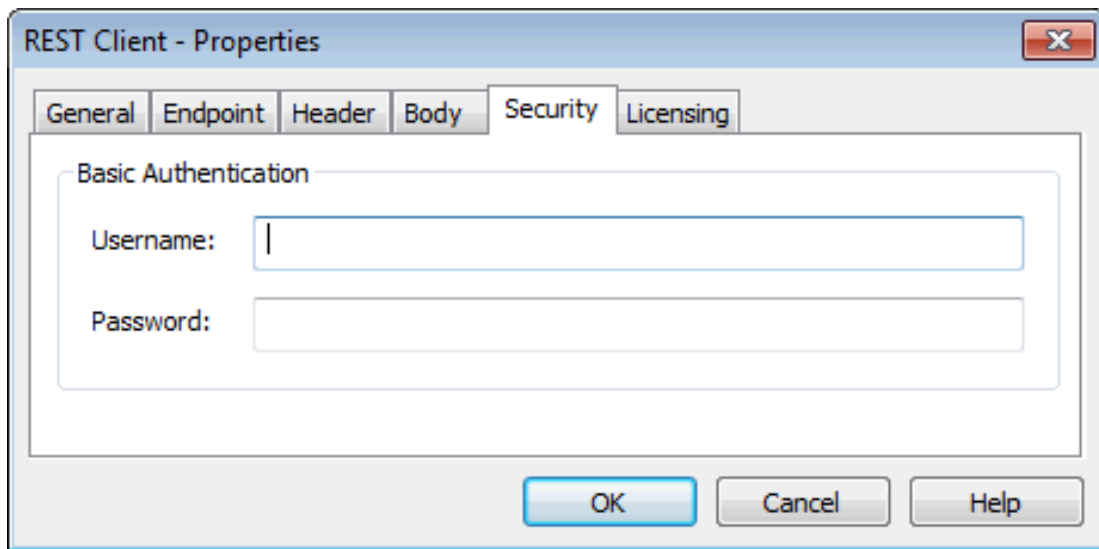 REST Client - Properties
General Endpoint Header Body Security Licensing
Basic Authentication
Username:
Password:
OK Cancel Help